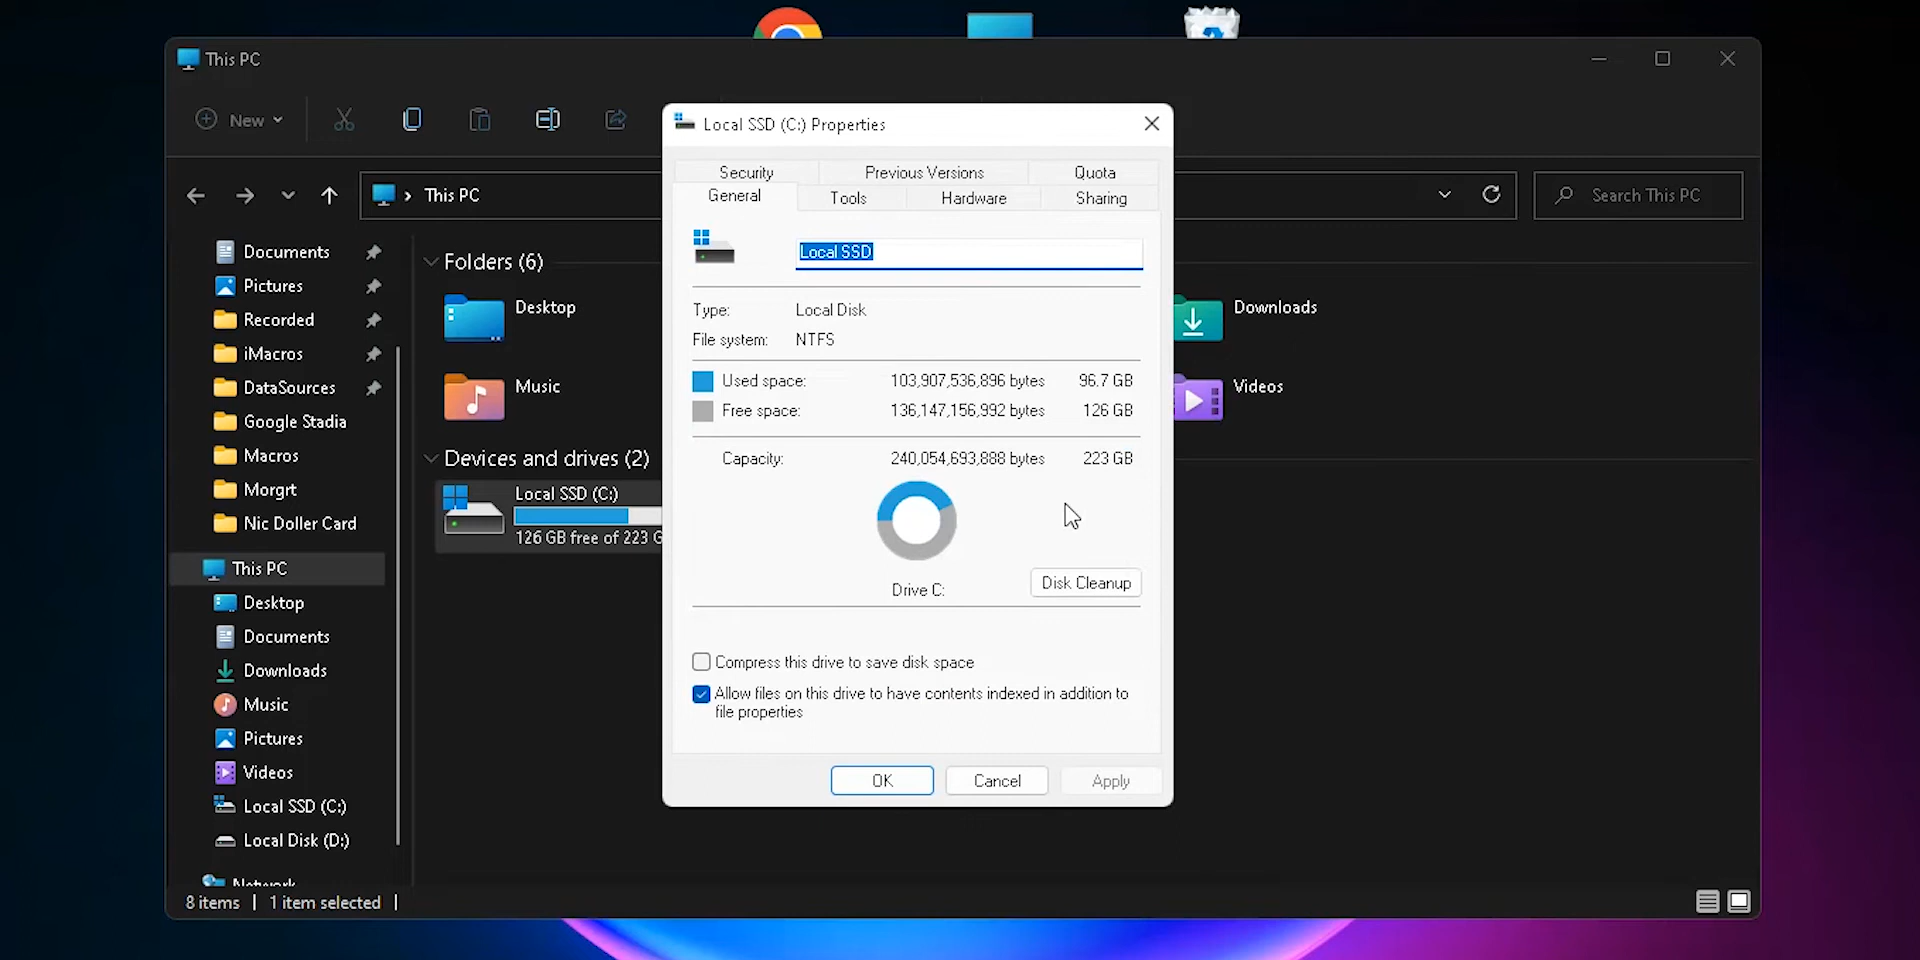 This PC
New
This PC
Search This PC
Documents
Pictures
Recorded
iMacros
DataSources
Google Stadia
Macros
Morgrt
Nic Doller Card
This PC
Desktop
Documents
Downloads
Music
Pictures
Videos
Local SSD (C:)
Local Disk (D:)
Network
Folders (6)
Desktop
Music
Downloads
Videos
Devices and drives (2)
Local SSD (C:)
126 GB free of 223 G
Local SSD (C:) Properties
Security Previous Versions Quota
General Tools Hardware Sharing
Local SSD
Type: Local Disk
File system: NTFS
Used space: 103,907,536,896 bytes 96.7 GB
Free space: 136,147,156,992 bytes 126 GB
Capacity: 240,054,693,888 bytes 223 GB
Drive C:
Disk Cleanup
Compress this drive to save disk space
Allow files on this drive to have contents indexed in addition to
file properties
OK Cancel Apply
8 items 1 item selected